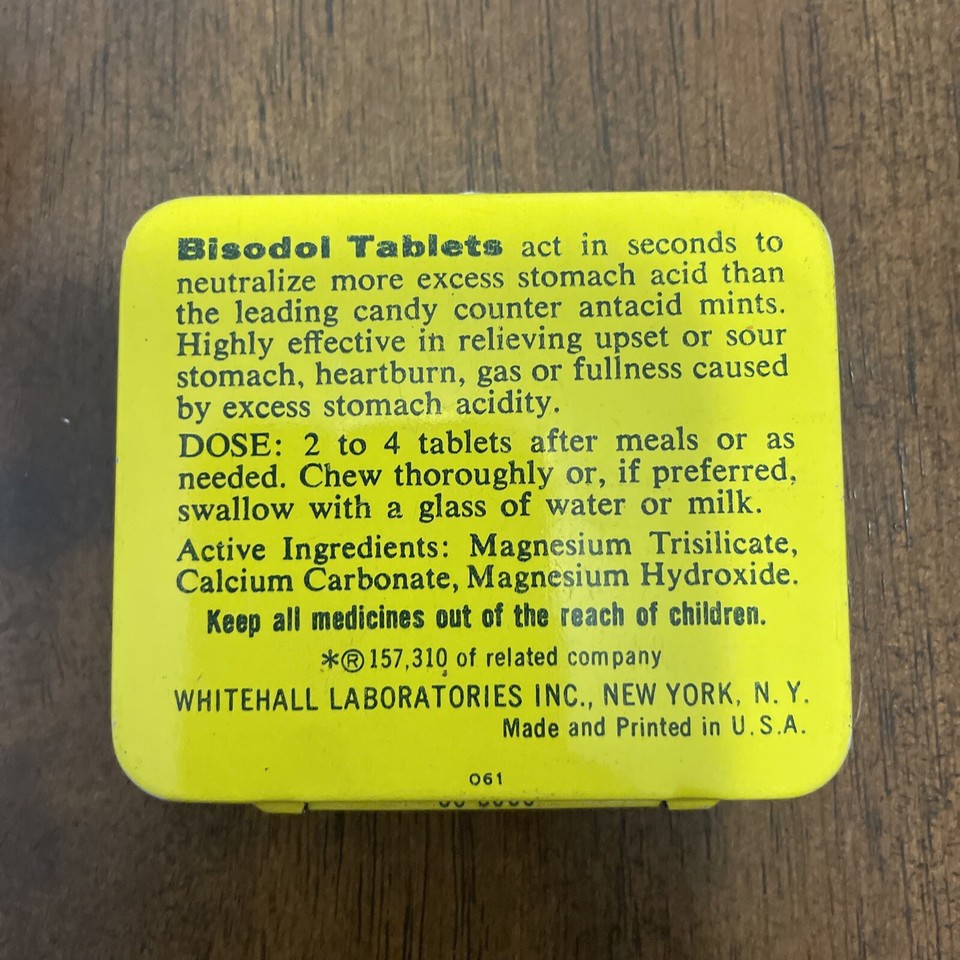 Bisodol Tablets act in seconds to
neutralize more excess stomach acid than
the leading candy counter antacid mints.
Highly effective in relieving upset or sour
stomach, heartburn, gas or fullness caused
by excess stomach acidity.
DOSE: 2 to 4 tablets after meals or as
needed. Chew thoroughly or, if preferred,
swallow with a glass of water or milk.
Active Ingredients: Magnesium Trisilicate,
Calcium Carbonate, Magnesium Hydroxide.
Keep all medicines out of the reach of children.
*®157,310 of related company
WHITEHALL LABORATORIES INC., NEW YORK, N. Y.
Made and Printed in U.S.A.
061